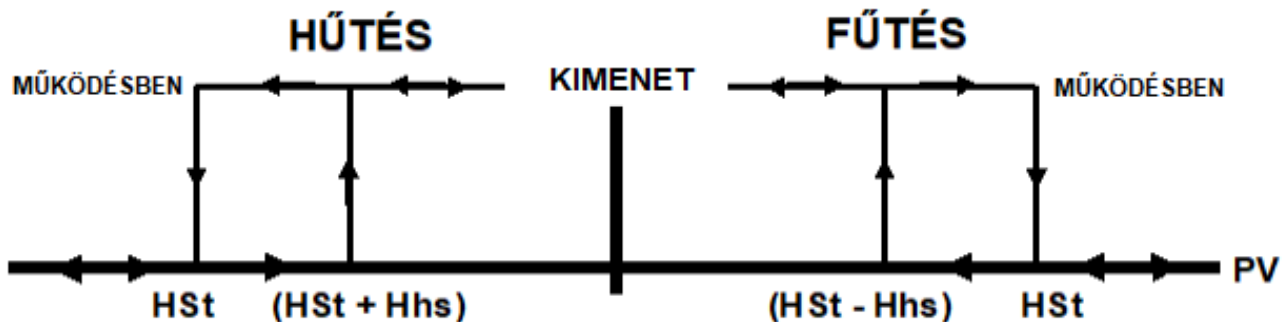 HŰTÉS
FŰTÉS
MŰKÖDÉSBEN
KIMENET
MŰKÖDÉSBEN
HSt
(HSt + Hhs)
(HSt - Hhs)
HSt
PV